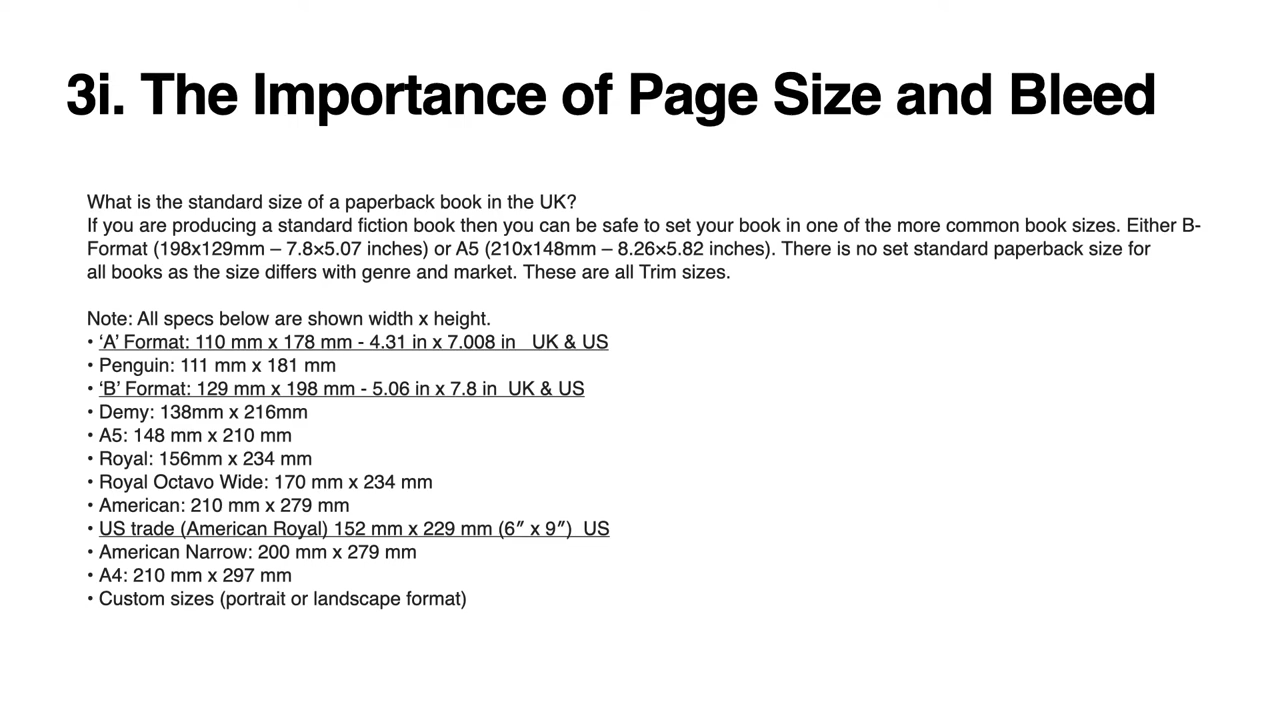 3i. The Importance of Page Size and Bleed
What is the standard size of a paperback book in the UK?
If you are producing a standard fiction book then you can be safe to set your book in one of the more common book sizes. Either B-
Format (198x129mm – 7.8×5.07 inches) or A5 (210x148mm – 8.26×5.82 inches). There is no set standard paperback size for
all books as the size differs with genre and market. These are all Trim sizes.
Note: All specs below are shown width x height.
• ‘A’ Format: 110 mm x 178 mm - 4.31 in x 7.008 in   UK & US
• Penguin: 111 mm x 181 mm
• ‘B’ Format: 129 mm x 198 mm - 5.06 in x 7.8 in  UK & US
• Demy: 138mm x 216mm
• A5: 148 mm x 210 mm
• Royal: 156mm x 234 mm
• Royal Octavo Wide: 170 mm x 234 mm
• American: 210 mm x 279 mm
• US trade (American Royal) 152 mm x 229 mm (6″ x 9″)  US
• American Narrow: 200 mm x 279 mm
• A4: 210 mm x 297 mm
• Custom sizes (portrait or landscape format)